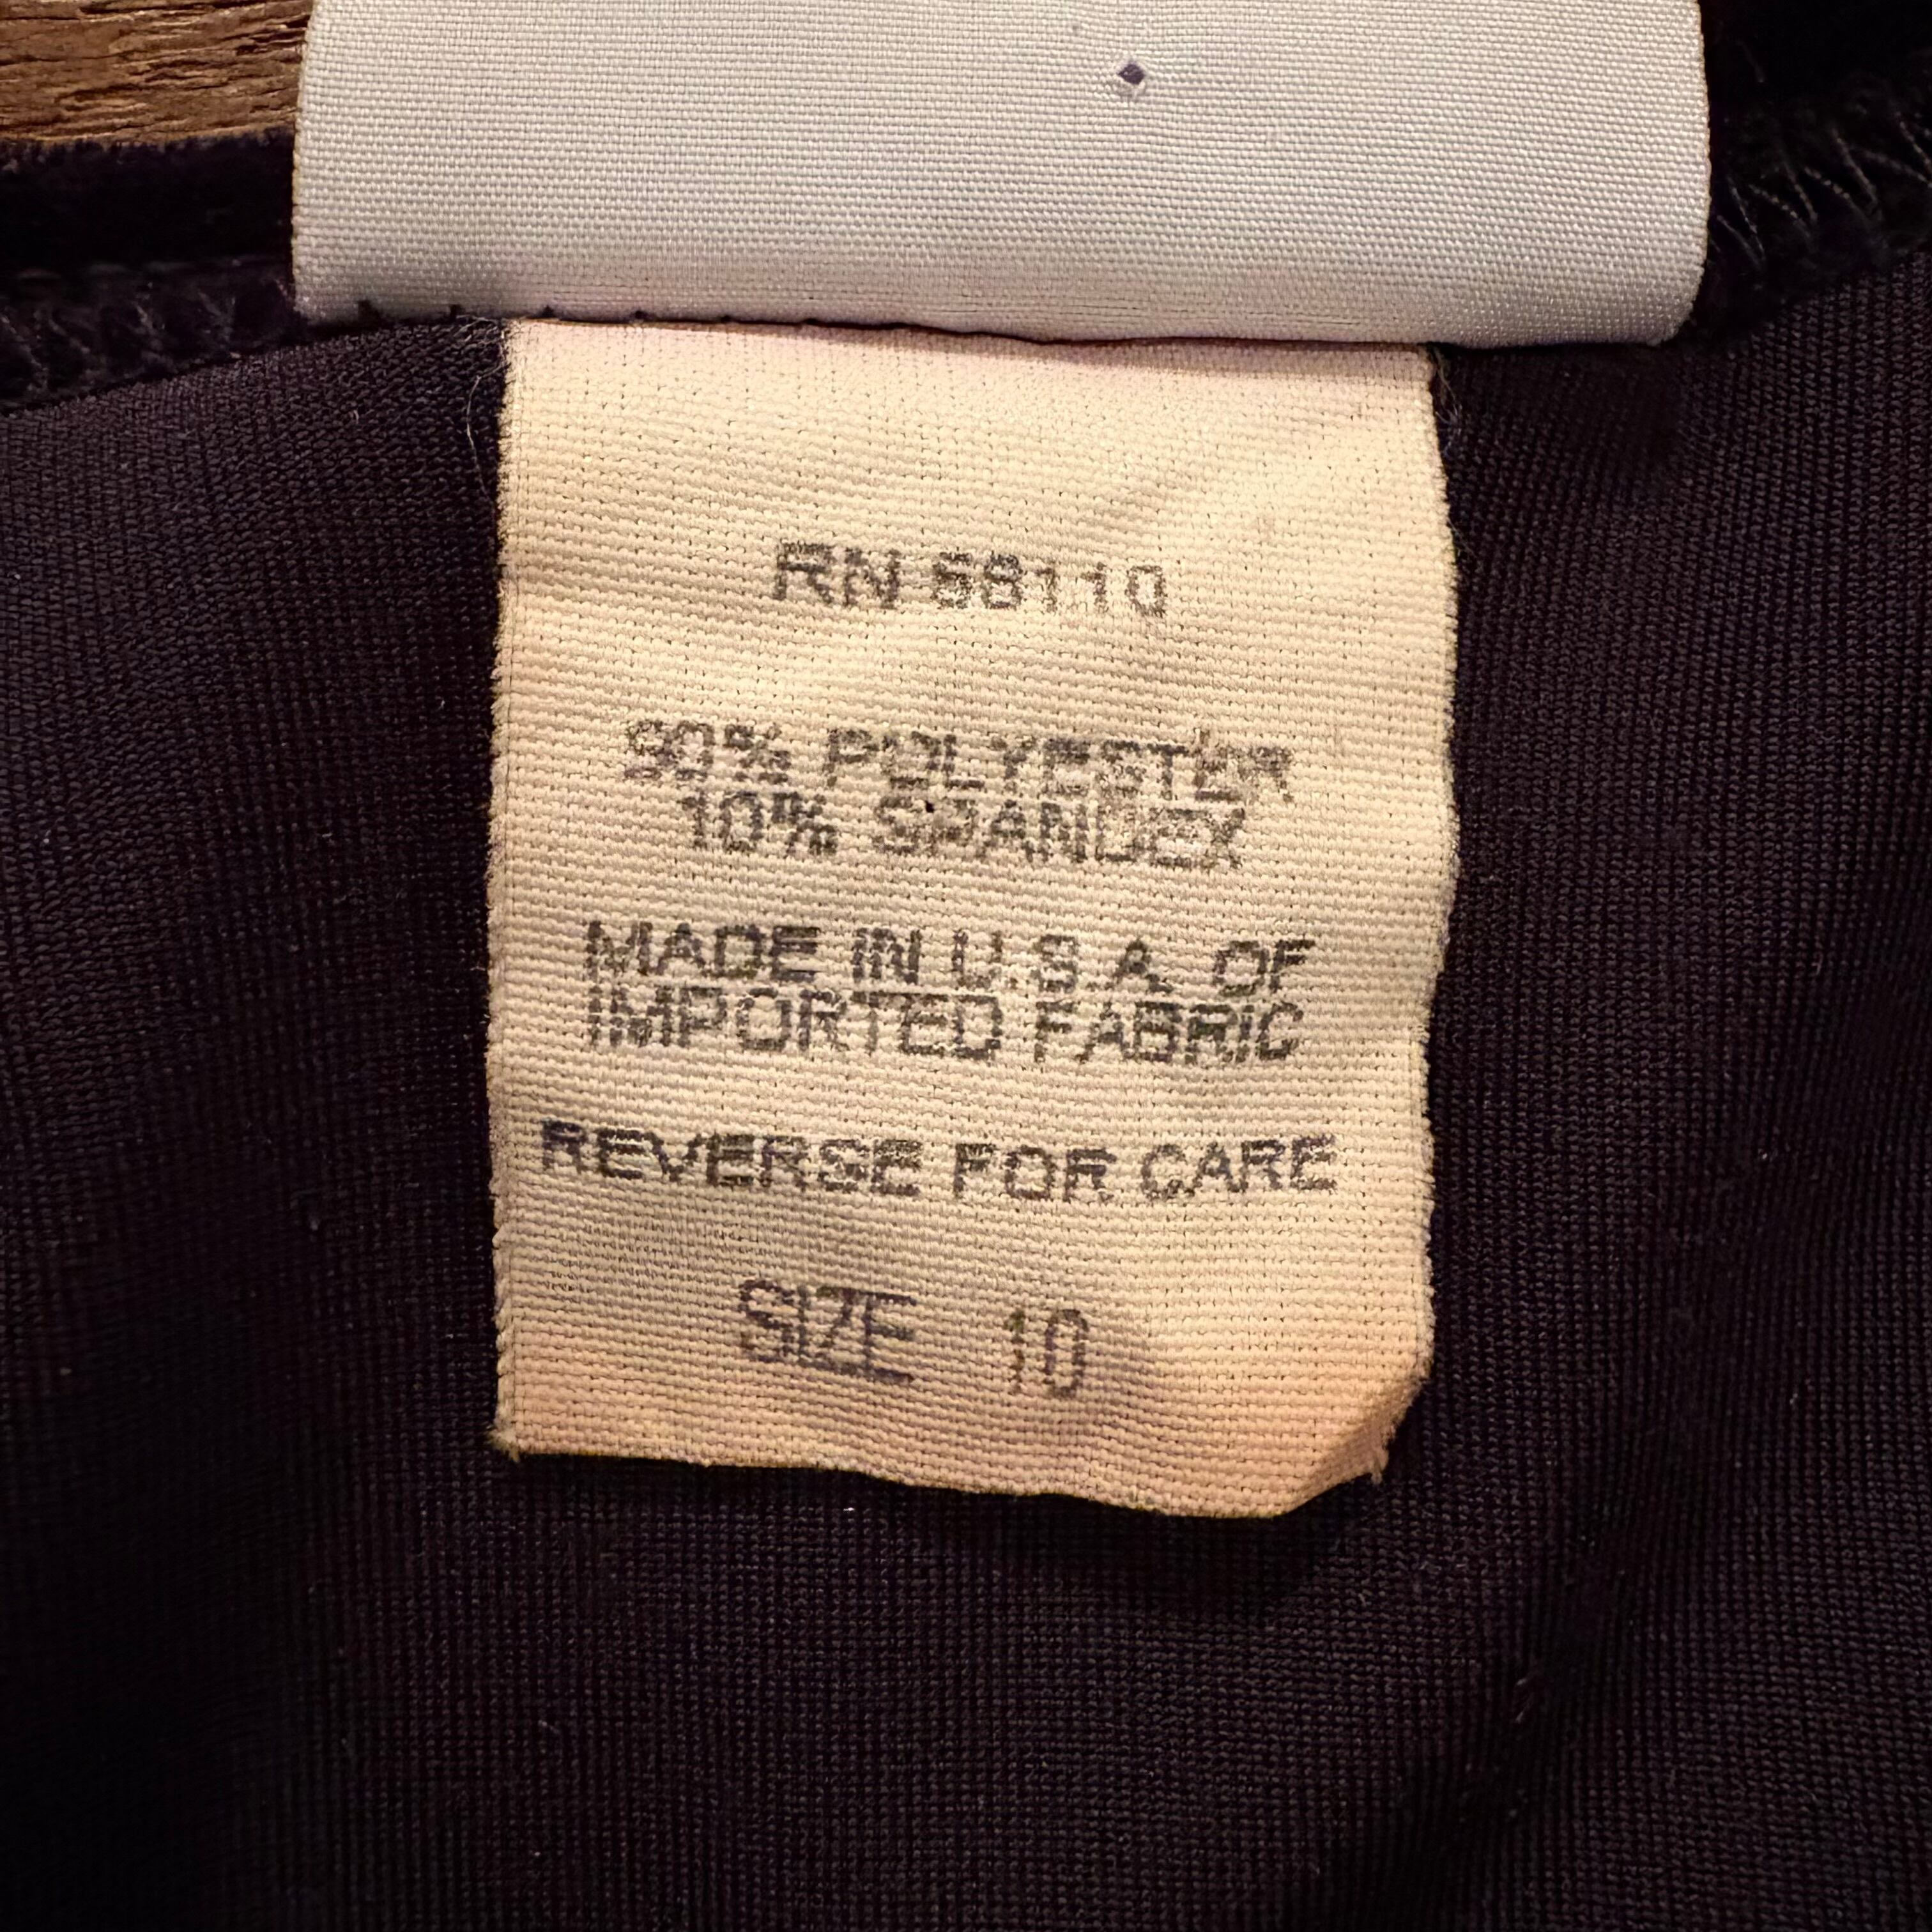 RN 58110
90% POLYESTER
10% SPANDEX
MADE IN U.S.A. OF
IMPORTED FABRIC
REVERSE FOR CARE
SIZE 10